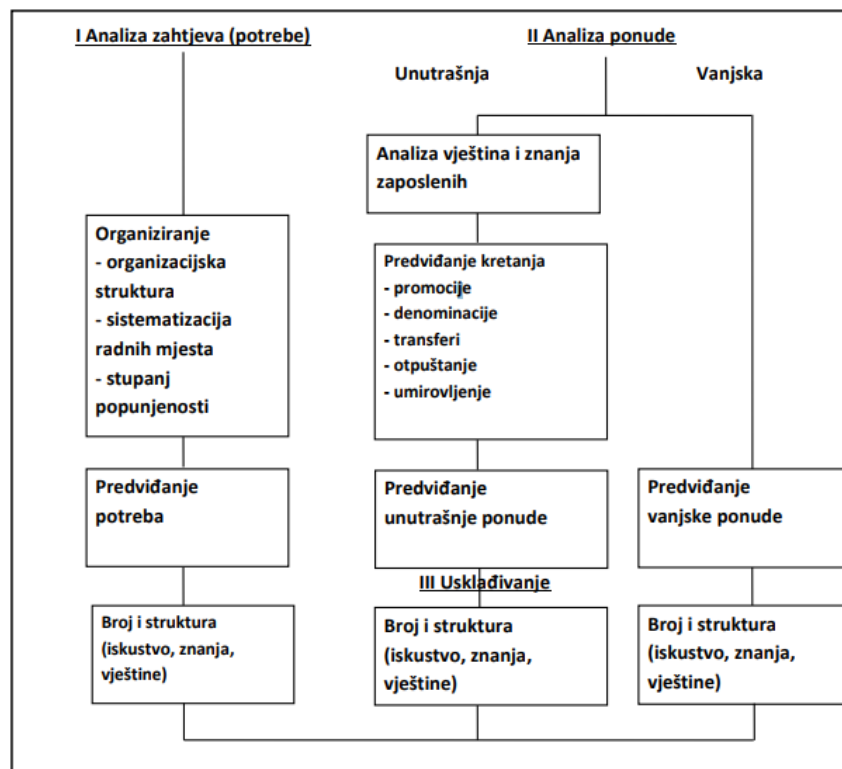 I Analiza zahtjeva (potrebe)
II Analiza ponude
Unutrašnja
Vanjska
Analiza vještina i znanja
zaposlenih
Organiziranje
- organizacijska
struktura
- sistematizacija
radnih mjesta
- stupanj
popunjenosti
Predviđanje kretanja
- promocije
- denominacije
- transferi
- otpuštanje
- umirovljenje
Predviđanje
potreba
Predviđanje
unutrašnje ponude
Predviđanje
vanjske ponude
III Usklađivanje
Broj i struktura
(iskustvo, znanja,
vještine)
Broj i struktura
(iskustvo, znanja,
vještine)
Broj i struktura
(iskustvo, znanja,
vještine)